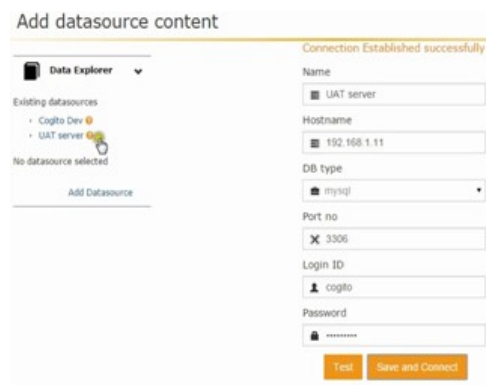 Add datasource content
Data Explorer
Existing datasources
Cogito Dev
UAT server
No datasource selected
Add Datasource
Connection Established successfully
Name
UAT server
Hostname
192.168.1.11
DB type
mysql
Port no
3306
Login ID
cogito
Password
•••••••••
Test
Save and Connect